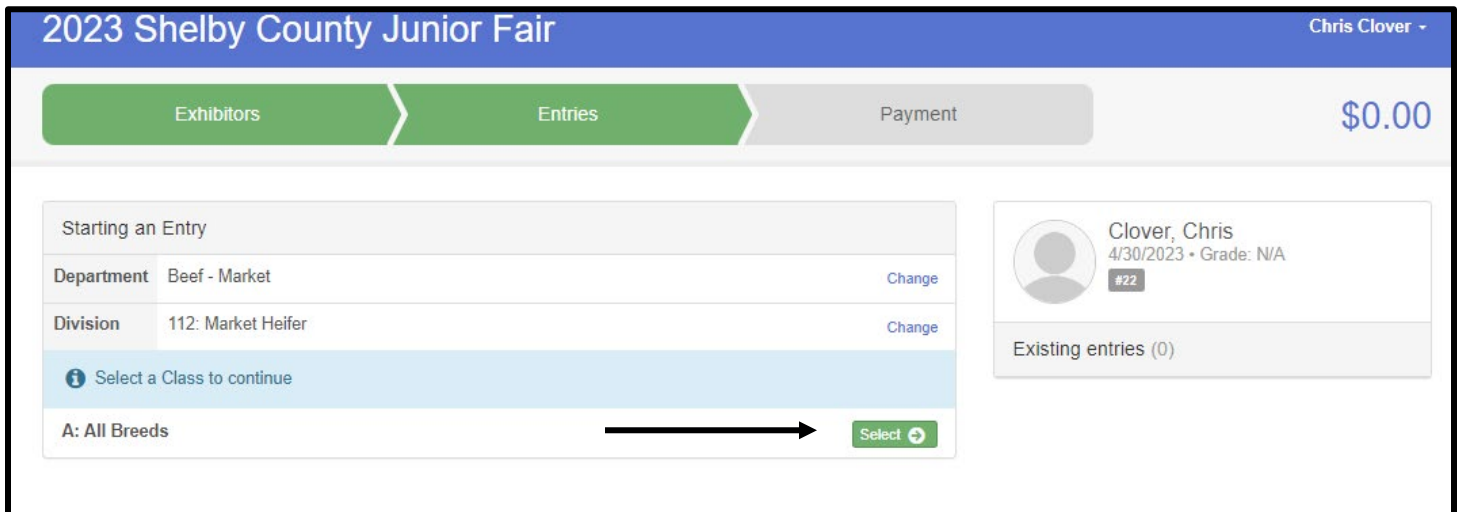 2023 Shelby County Junior Fair
Chris Clover
Exhibitors
Entries
Payment
$0.00
Starting an Entry
Department Beef - Market Change
Division 112: Market Heifer Change
Select a Class to continue
A: All Breeds Select
Clover, Chris
4/30/2023 • Grade: N/A
#22
Existing entries (0)